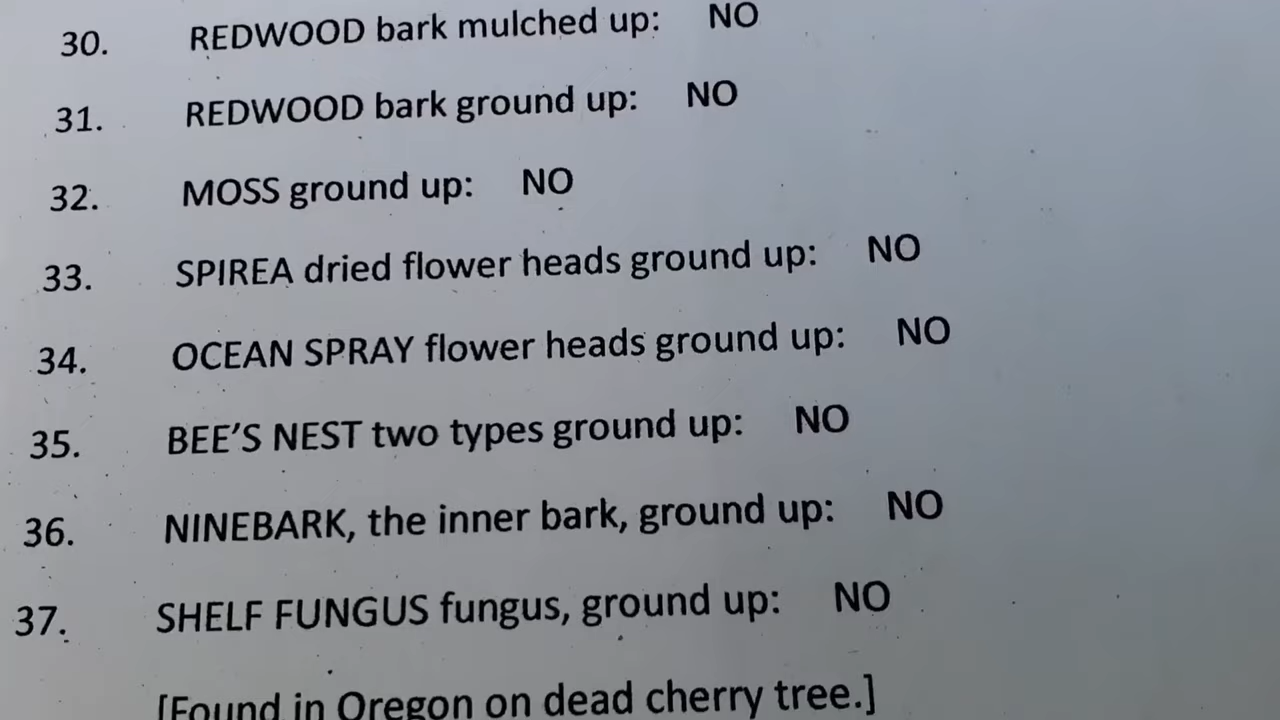 30. REDWOOD bark mulched up: NO
31. REDWOOD bark ground up: NO
32. MOSS ground up: NO
33. SPIREA dried flower heads ground up: NO
34. OCEAN SPRAY flower heads ground up: NO
35. BEE'S NEST two types ground up: NO
36. NINEBARK, the inner bark, ground up: NO
37. SHELF FUNGUS fungus, ground up: NO
[Found in Oregon on dead cherry tree.]